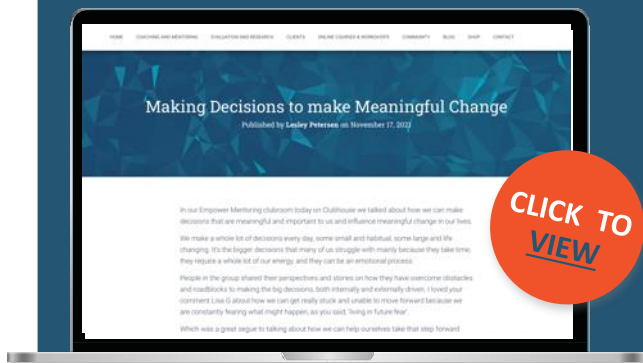 HOME COACHING AND MENTORING EVALUATION AND RESEARCH CLIENTS ONLINE COURSES & WORKSHOPS COMMUNITY BLOG SHOP CONTACT
Making Decisions to make Meaningful Change
Published by Lesley Petersen on November 17, 2021
In our Empower Mentoring clubroom today on Clubhouse we talked about how we can make
decisions that are meaningful and important to us and influence meaningful change in our lives.
We make a whole lot of decisions every day, some small and habitual, some large and life
changing. It's the bigger decisions that many of us struggle with mainly because they take time,
they require a whole lot of our energy, and they can be an emotional process.
People in the group shared their perspectives and stories on how they have overcome obstacles
and roadblocks to making the big decisions, both internally and externally driven. I loved your
comment Lisa G about how we can get really stuck and unable to move forward because we
are constantly fearing what might happen, as you said, 'living in future fear'.
Which was a great segue to talking about how we can help ourselves take that step forward
CLICK TO
VIEW